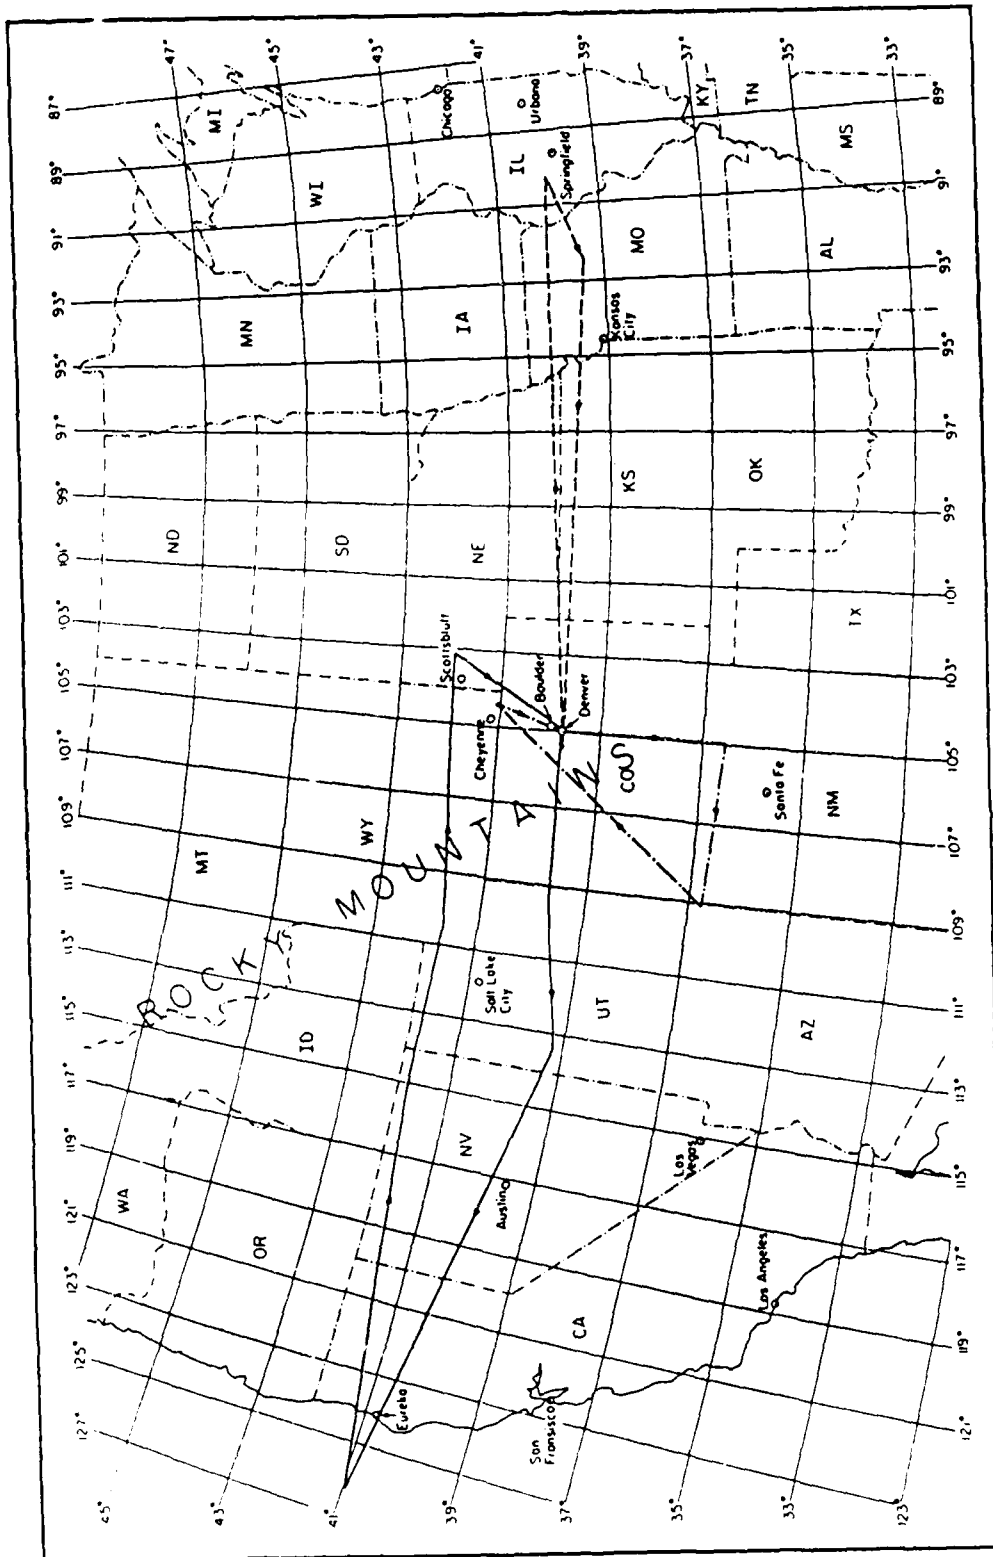 87°
89°
91°
93°
95°
97°
99°
101°
103°
105°
107°
109°
111°
113°
115°
117°
119°
121°
123°
125°
127°
47°
45°
43°
41°
39°
37°
35°
33°
MI
WI
MN
IA
IL
Chicago
Urbana
Springfield
KY
TN
MS
MO
AL
Kansas
City
ND
SD
NE
KS
OK
TX
Scottsbluff
Cheyenne
Boulder
Denver
CO
Santa Fe
NM
MT
WY
ROCKY MOUNTAINS
ID
Salt Lake
City
UT
AZ
WA
OR
NV
Austin
Las
Vegas
CA
Los Angeles
Eureka
San
Fransisco
45°
43°
41°
39°
37°
35°
33°
123°
121°
119°
117°
115°
113°
111°
109°
107°
105°
103°
101°
99°
97°
95°
93°
91°
89°